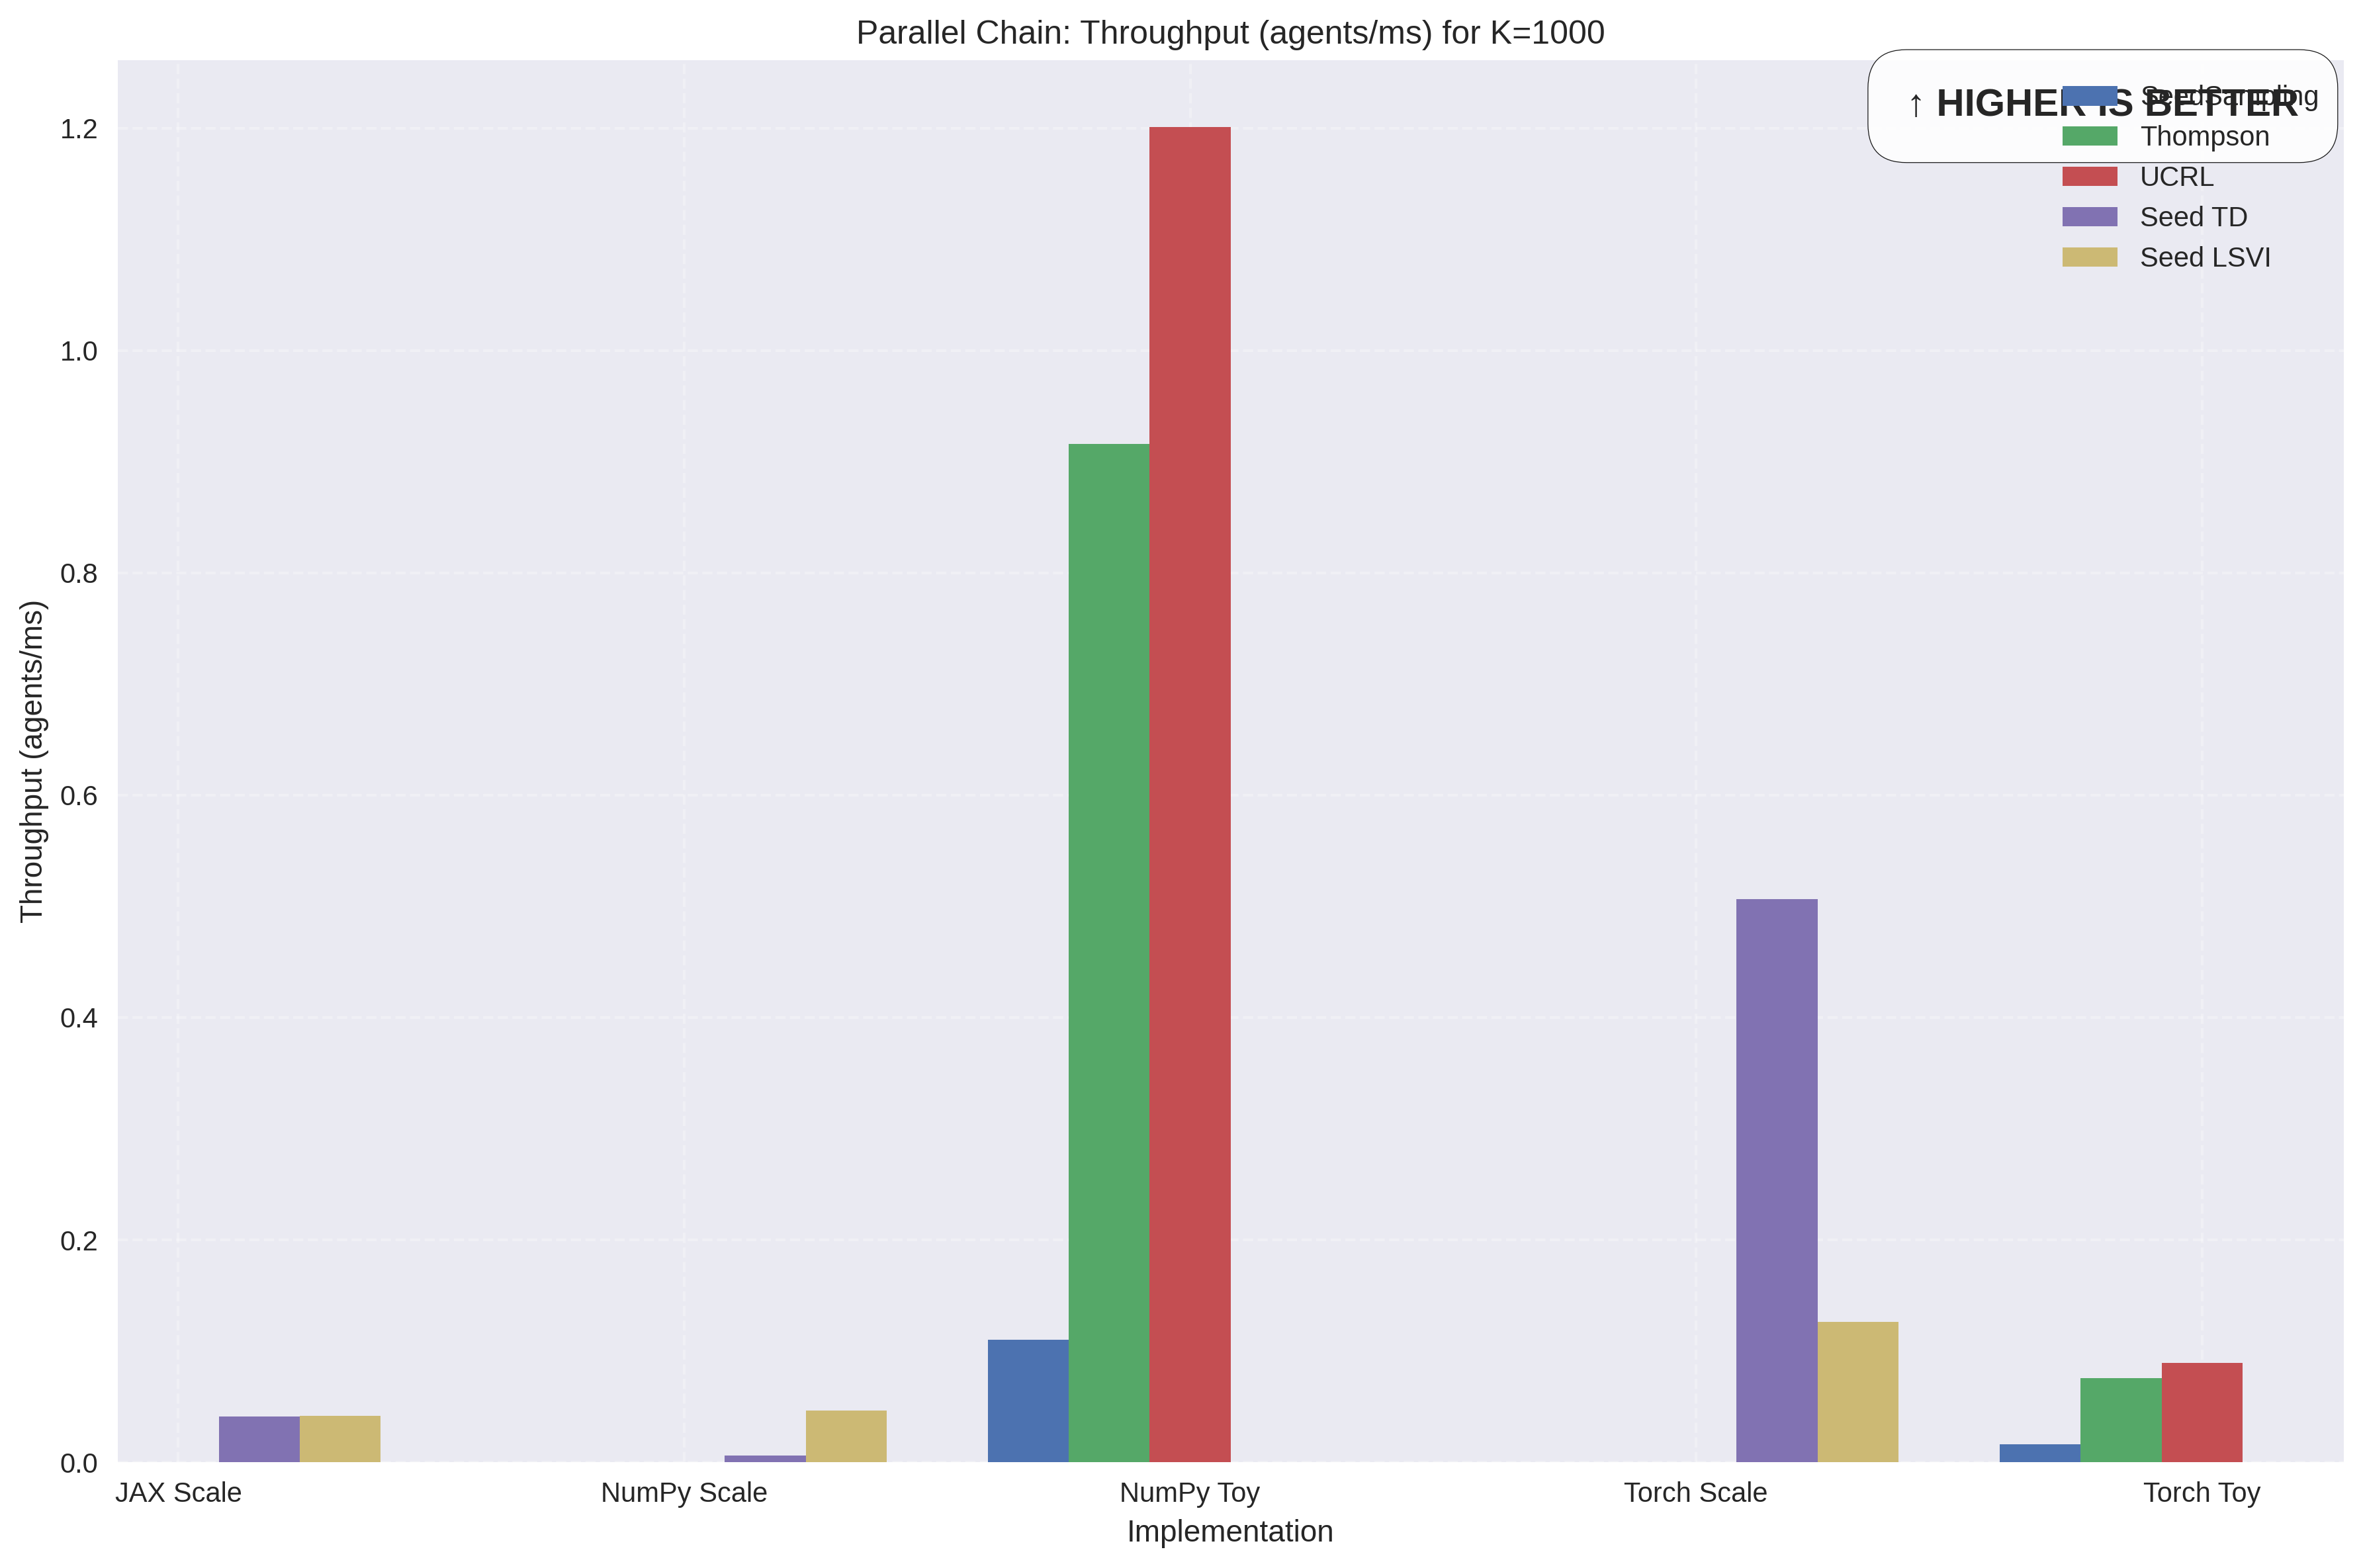 Parallel Chain: Throughput (agents/ms) for K=1000
↑ HIGHER IS BETTER
SeedSampling
Thompson
UCRL
Seed TD
Seed LSVI
Throughput (agents/ms)
1.2
1.0
0.8
0.6
0.4
0.2
0.0
JAX Scale
NumPy Scale
NumPy Toy
Torch Scale
Torch Toy
Implementation